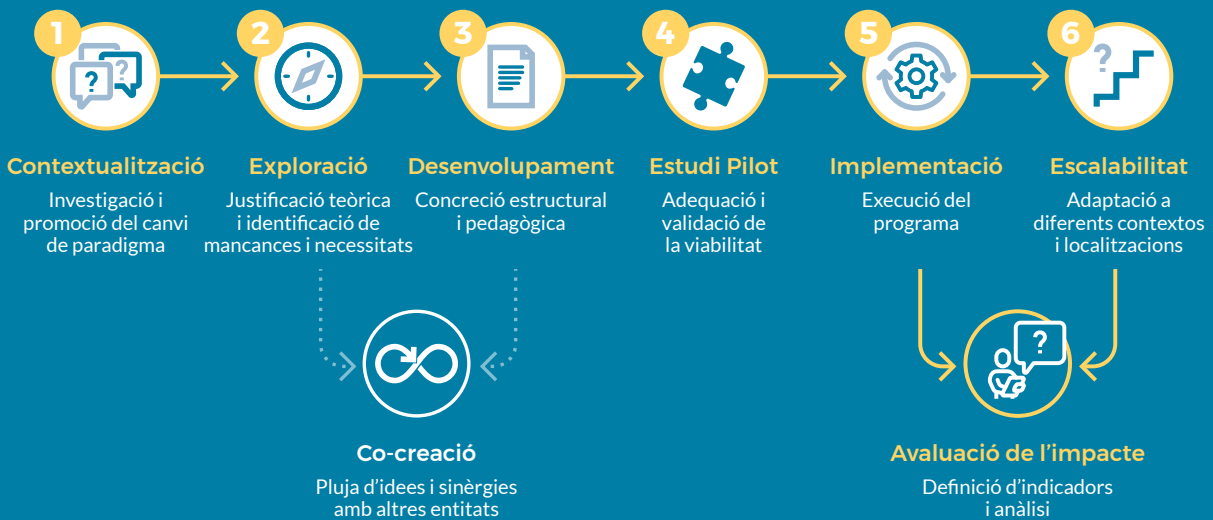 1
?
?
Contextualització
Investigació i
promoció del canvi
de paradigma
2
Exploració
Justificació teòrica
i identificació de
mancances i necessitats
3
Desenvolupament
Concreció estructural
i pedagògica
4
Estudi Pilot
Adequació i
validació de
la viabilitat
5
Implementació
Execució del
programa
6
?
Escalabilitat
Adaptació a
diferents contextos
i localitzacions
Co-creació
Pluja d'idees i sinèrgies
amb altres entitats
?
Avaluació de l'impacte
Definició d'indicadors
i anàlisi